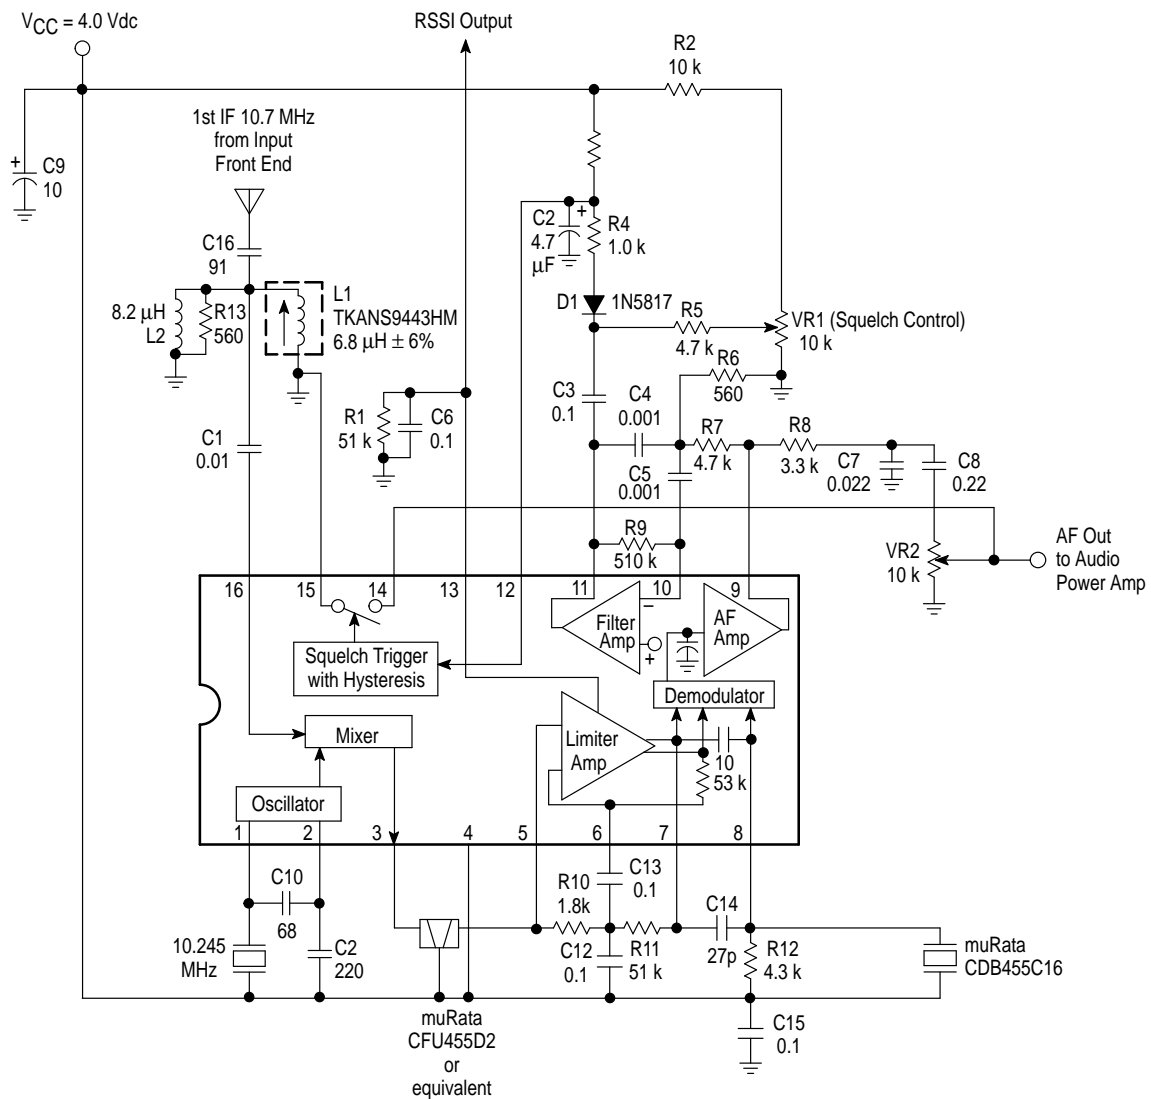 VCC = 4.0 Vdc
RSSI Output
R2
10 k
1st IF 10.7 MHz
from Input
Front End
+
C9
10
C16
91
C2
4.7
µF
+
R4
1.0 k
8.2 µH
L2
R13
560
L1
TKANS9443HM
6.8 µH ± 6%
D1
1N5817
R5
4.7 k
VR1 (Squelch Control)
10 k
R6
560
C3
0.1
C4
0.001
R1
51 k
C6
0.1
C1
0.01
R7
4.7 k
R8
3.3 k
C5
0.001
C7
0.022
C8
0.22
R9
510 k
VR2
10 k
AF Out
to Audio
Power Amp
16
15
14
13
12
11
10
9
Filter
Amp
−
+
AF
Amp
Squelch Trigger
with Hysteresis
Demodulator
Mixer
Limiter
Amp
10
53 k
Oscillator
1
2
3
4
5
6
7
8
C10
68
R10
1.8k
C13
0.1
C14
27p
10.245
MHz
C2
220
C12
0.1
R11
51 k
R12
4.3 k
muRata
CDB455C16
muRata
CFU455D2
or
equivalent
C15
0.1